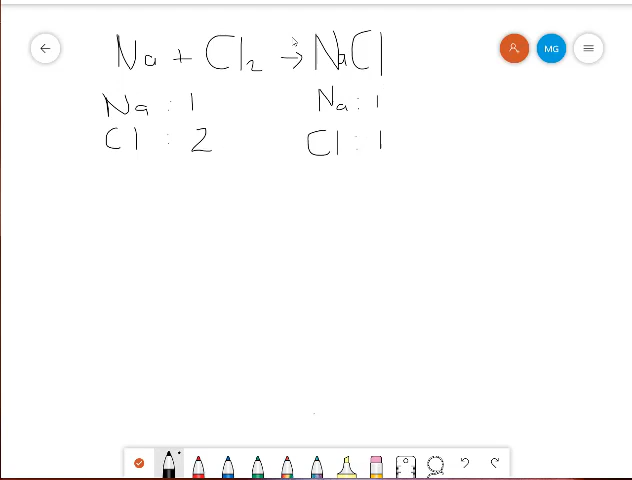 Na + Cl₂ → NaCl
MG
Na : 1 Na : 1
Cl : 2 Cl : 1